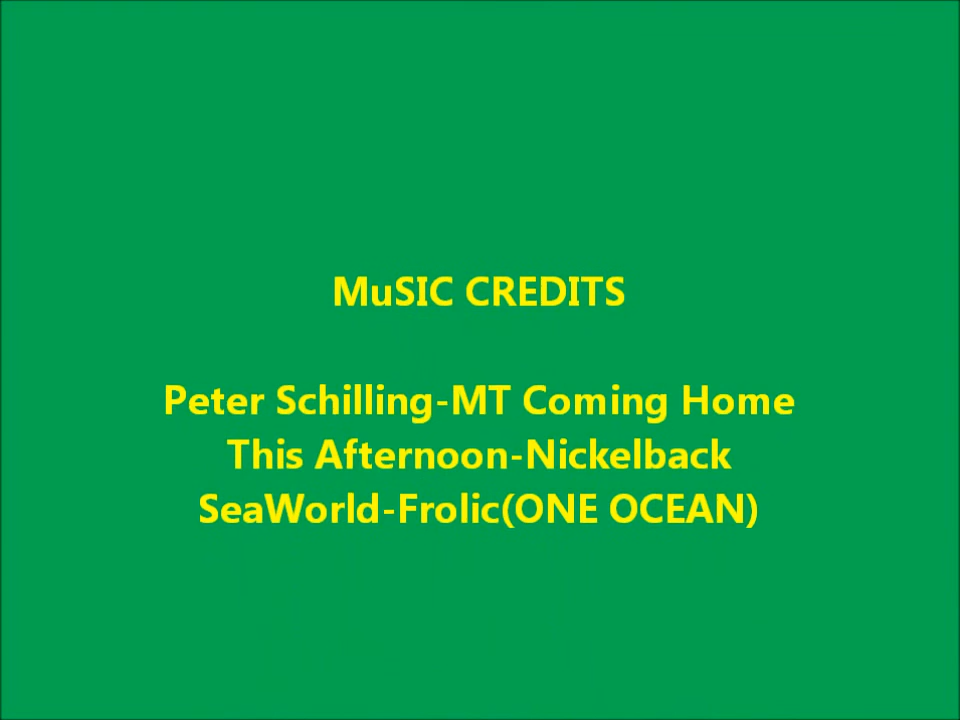 MuSIC CREDITS
Peter Schilling-MT Coming Home
This Afternoon-Nickelback
SeaWorld-Frolic(ONE OCEAN)